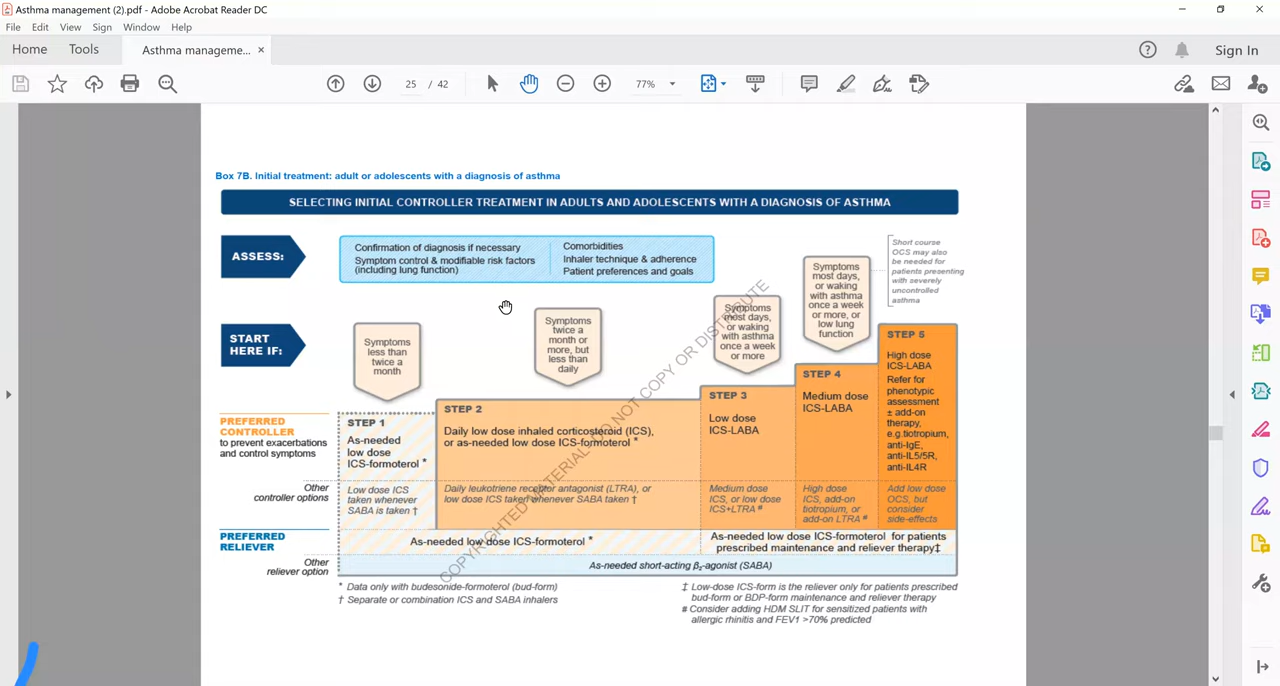 Asthma management (2).pdf - Adobe Acrobat Reader DC
File Edit View Sign Window Help
Home Tools Asthma manageme... × Sign In
25 / 42 77%
Box 7B. Initial treatment: adult or adolescents with a diagnosis of asthma
SELECTING INITIAL CONTROLLER TREATMENT IN ADULTS AND ADOLESCENTS WITH A DIAGNOSIS OF ASTHMA
ASSESS:
Confirmation of diagnosis if necessary
Symptom control & modifiable risk factors
(including lung function)
Comorbidities
Inhaler technique & adherence
Patient preferences and goals
Short course
OCS may also
be needed for
patients presenting
with severely
uncontrolled
asthma
START
HERE IF:
Symptoms
less than
twice a
month
Symptoms
twice a
month or
more, but
less than
daily
Symptoms
most days,
or waking
with asthma
once a week
or more
Symptoms
most days,
or waking
with asthma
once a week
or more, or
low lung
function
PREFERRED
CONTROLLER
to prevent exacerbations
and control symptoms
STEP 1
As-needed
low dose
ICS-formoterol *
STEP 2
Daily low dose inhaled corticosteroid (ICS),
or as-needed low dose ICS-formoterol *
STEP 3
Low dose
ICS-LABA
STEP 4
Medium dose
ICS-LABA
STEP 5
High dose
ICS-LABA
Refer for
phenotypic
assessment
± add-on
therapy,
e.g.tiotropium,
anti-IgE,
anti-IL5/5R,
anti-IL4R
Other
controller options
Low dose ICS
taken whenever
SABA is taken †
Daily leukotriene receptor antagonist (LTRA), or
low dose ICS taken whenever SABA taken †
Medium dose
ICS, or low dose
ICS+LTRA #
High dose
ICS, add-on
tiotropium, or
add-on LTRA #
Add low dose
OCS, but
consider
side-effects
PREFERRED
RELIEVER
As-needed low dose ICS-formoterol *
As-needed low dose ICS-formoterol for patients
prescribed maintenance and reliever therapy‡
Other
reliever option
As-needed short-acting β₂-agonist (SABA)
* Data only with budesonide-formoterol (bud-form)
† Separate or combination ICS and SABA inhalers
‡ Low-dose ICS-form is the reliever only for patients prescribed
bud-form or BDP-form maintenance and reliever therapy
# Consider adding HDM SLIT for sensitized patients with
allergic rhinitis and FEV1 >70% predicted
COPYRIGHTED MATERIAL - DO NOT COPY OR DISTRIBUTE